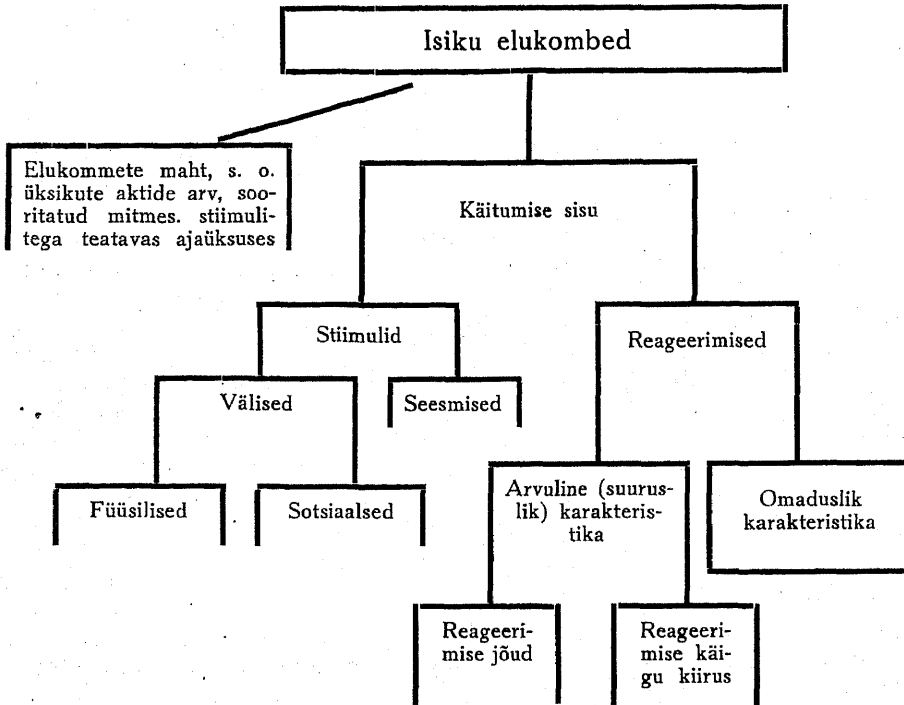 Isiku elukombed
Elukommete maht, s. o.
üksikute aktide arv, soo-
ritatud mitmes. stiimuli-
tega teatavas ajaüksuses
Käitumise sisu
Stiimulid
Reageerimised
Välised
Seesmised
Füüsilised
Sotsiaalsed
Arvuline (suurus-
lik) karakteris-
tika
Omaduslik
karakteristika
Reageeri-
mise jõud
Reageeri-
mise käi-
gu kiirus